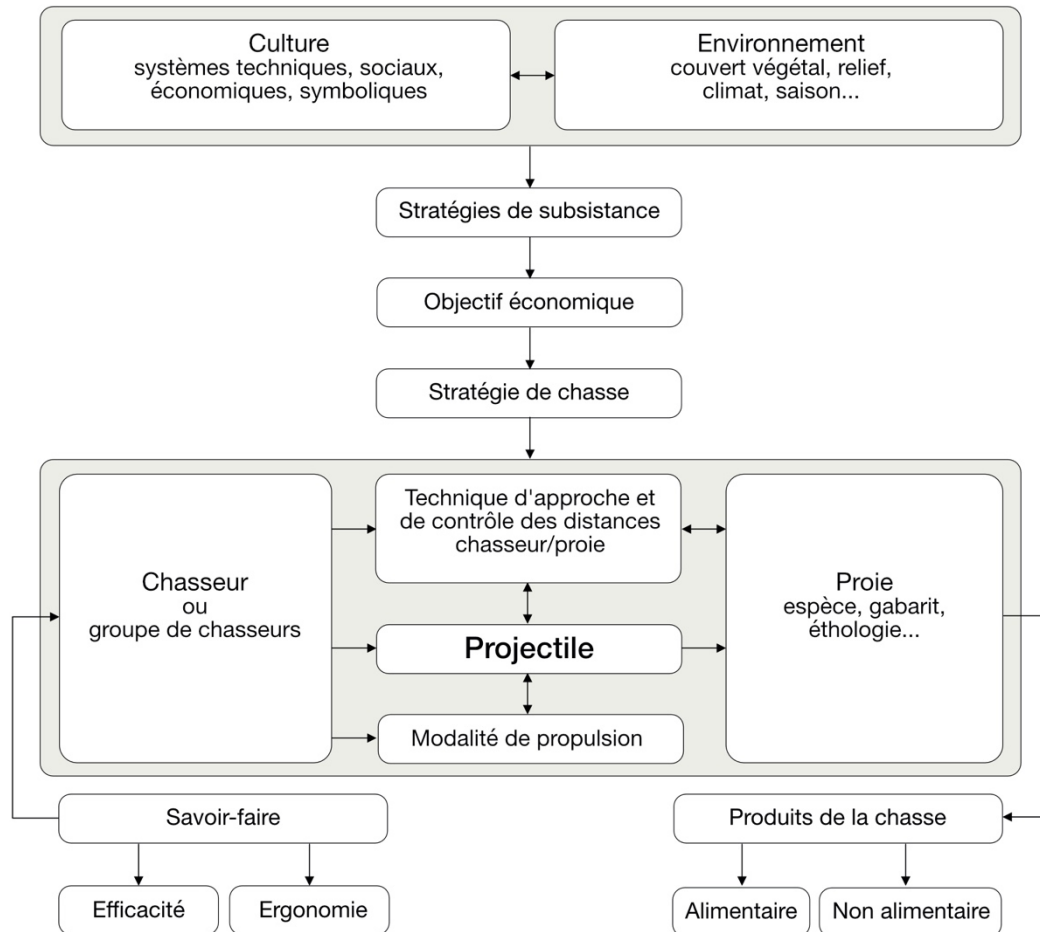 Culture
systèmes techniques, sociaux,
économiques, symboliques
Environnement
couvert végétal, relief,
climat, saison...
Stratégies de subsistance
Objectif économique
Stratégie de chasse
Chasseur
ou
groupe de chasseurs
Technique d'approche et
de contrôle des distances
chasseur/proie
Projectile
Modalité de propulsion
Proie
espèce, gabarit,
éthologie...
Savoir-faire
Efficacité
Ergonomie
Produits de la chasse
Alimentaire
Non alimentaire